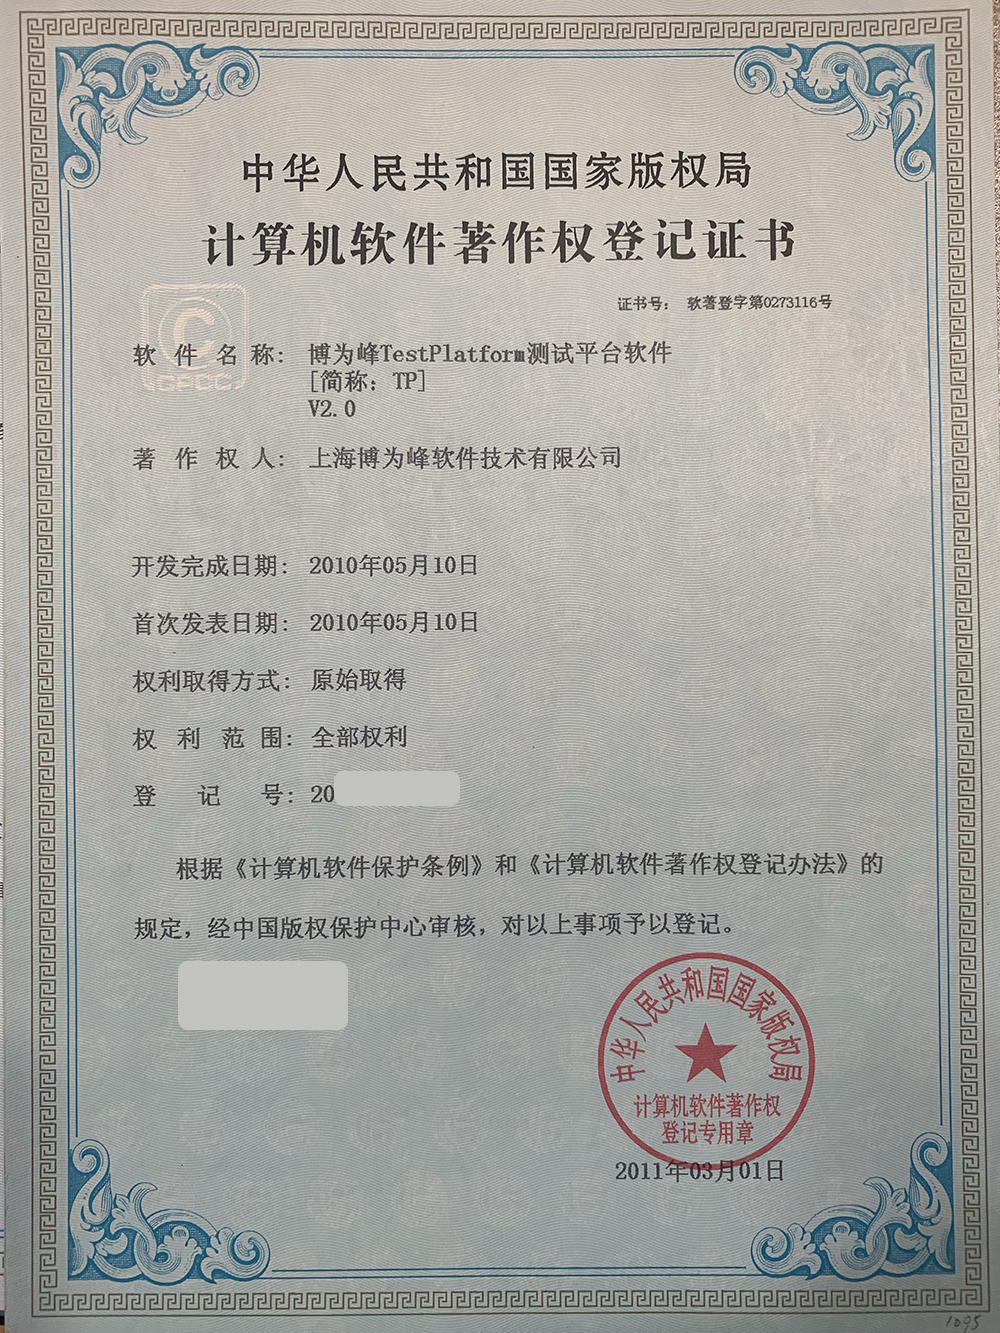 中华人民共和国国家版权局
计算机软件著作权登记证书
证书号： 软著登字第0273116号
CPCC
软件名称： 博为峰TestPlatform测试平台软件
[简称：TP]
V2.0
著作权人： 上海博为峰软件技术有限公司
开发完成日期： 2010年05月10日
首次发表日期： 2010年05月10日
权利取得方式： 原始取得
权利范围： 全部权利
登记号： 20
根据《计算机软件保护条例》和《计算机软件著作权登记办法》的
规定，经中国版权保护中心审核，对以上事项予以登记。
中华人民共和国国家版权局
计算机软件著作权
登记专用章
2011年03月01日
1095